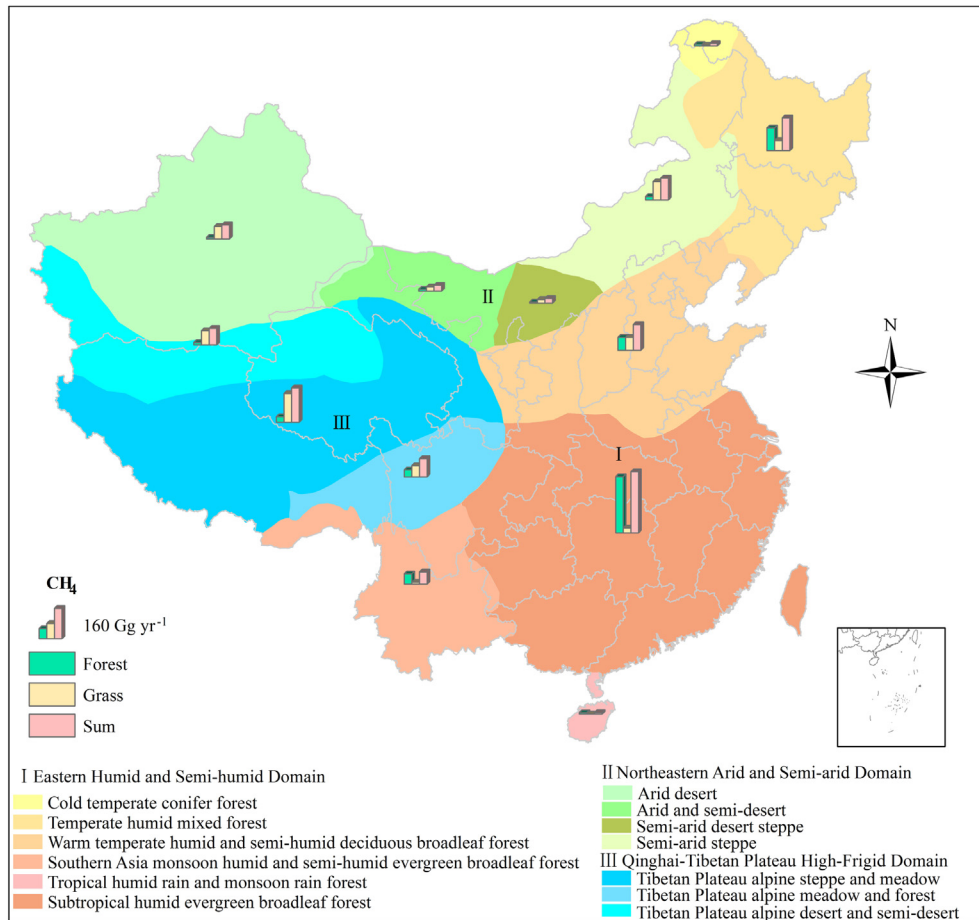 N
II
III
I
CH4
160 Gg yr-1
Forest
Grass
Sum
I Eastern Humid and Semi-humid Domain
Cold temperate conifer forest
Temperate humid mixed forest
Warm temperate humid and semi-humid deciduous broadleaf forest
Southern Asia monsoon humid and semi-humid evergreen broadleaf forest
Tropical humid rain and monsoon rain forest
Subtropical humid evergreen broadleaf forest
II Northeastern Arid and Semi-arid Domain
Arid desert
Arid and semi-desert
Semi-arid desert steppe
Semi-arid steppe
III Qinghai-Tibetan Plateau High-Frigid Domain
Tibetan Plateau alpine steppe and meadow
Tibetan Plateau alpine meadow and forest
Tibetan Plateau alpine desert and semi-desert